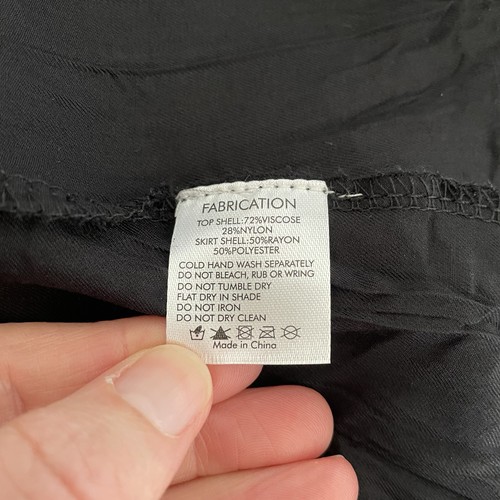 FABRICATION
TOP SHELL:72%VISCOSE
28%NYLON
SKIRT SHELL:50%RAYON
50%POLYESTER
COLD HAND WASH SEPARATELY
DO NOT BLEACH, RUB OR WRING
DO NOT TUMBLE DRY
FLAT DRY IN SHADE
DO NOT IRON
DO NOT DRY CLEAN
Made in China